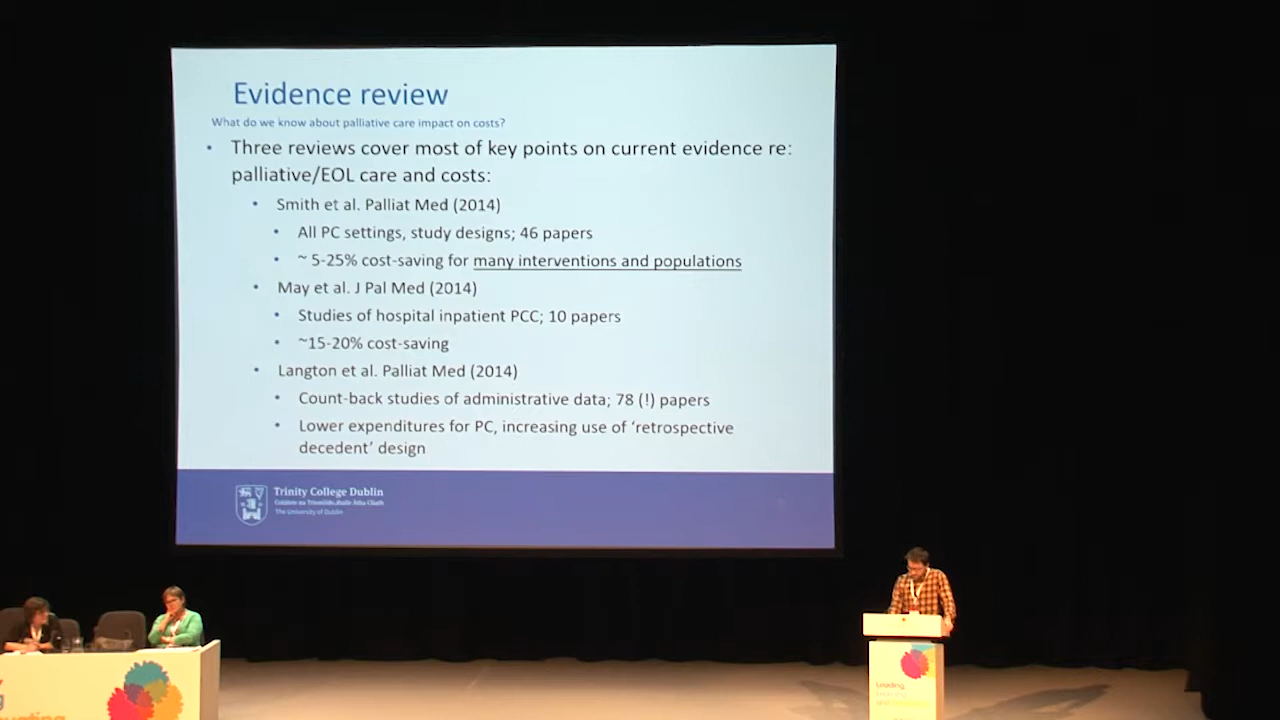 Evidence review
What do we know about palliative care impact on costs?
• Three reviews cover most of key points on current evidence re:
palliative/EOL care and costs:
• Smith et al. Palliat Med (2014)
• All PC settings, study designs; 46 papers
• ~ 5-25% cost-saving for many interventions and populations
• May et al. J Pal Med (2014)
• Studies of hospital inpatient PCC; 10 papers
• ~15-20% cost-saving
• Langton et al. Palliat Med (2014)
• Count-back studies of administrative data; 78 (!) papers
• Lower expenditures for PC, increasing use of ‘retrospective
decedent’ design
Trinity College Dublin
The University of Dublin
Leading